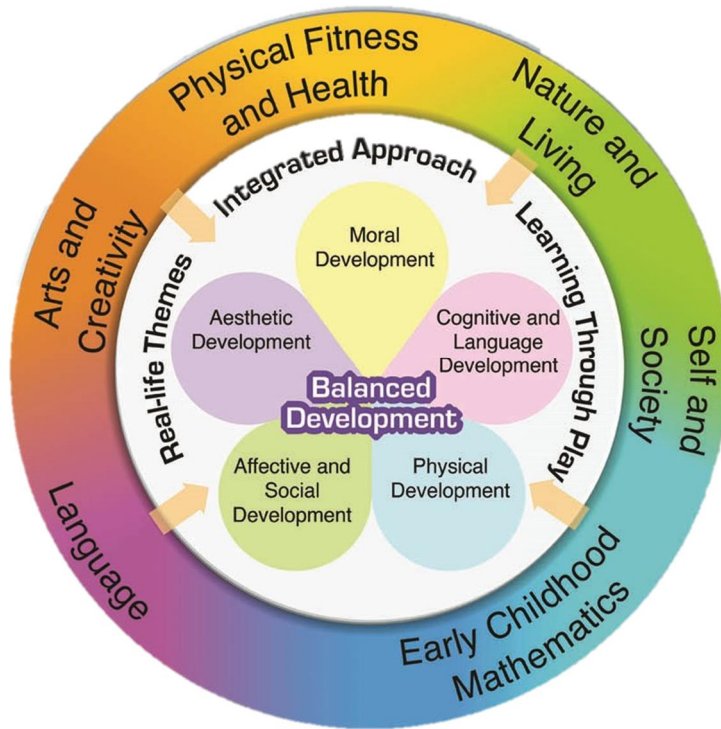 Physical Fitness
and Health
Nature and
Living
Self and
Society
Early Childhood
Mathematics
Language
Arts and
Creativity
Integrated Approach
Learning Through Play
Real-life Themes
Moral
Development
Cognitive and
Language
Development
Physical
Development
Affective and
Social
Development
Aesthetic
Development
Balanced
Development